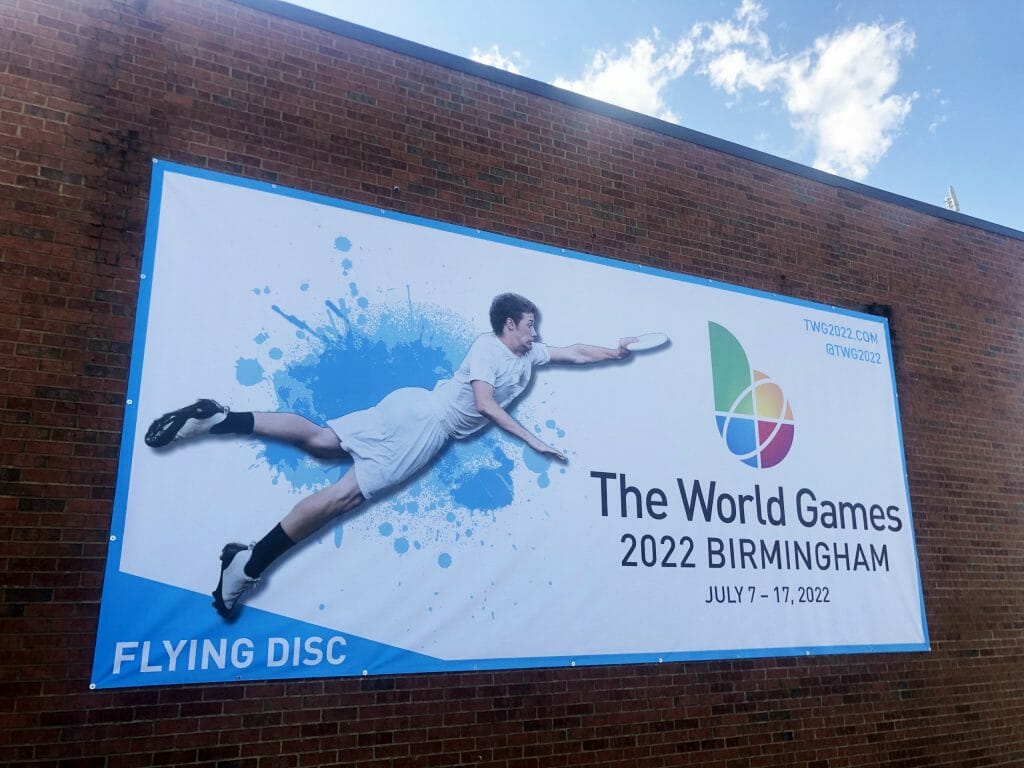 TWG2022.COM
@TWG2022
The World Games
2022 BIRMINGHAM
JULY 7 – 17, 2022
FLYING DISC